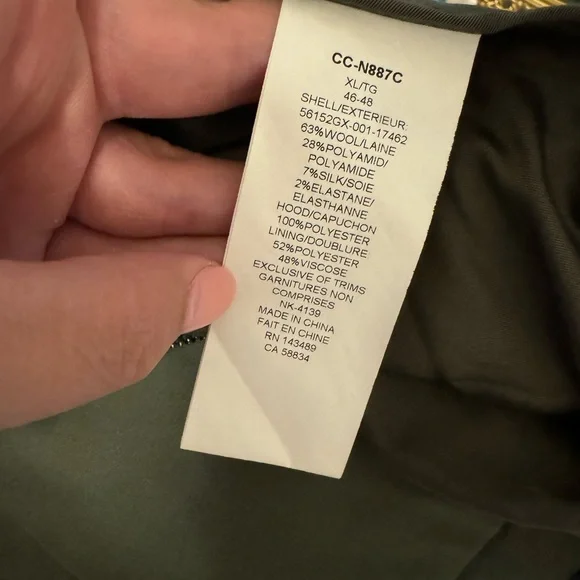 CC-N887C
XL/TG
46-48
SHELL/EXTERIEUR:
56152GX-001-17462
63%WOOL/LAINE
28%POLYAMID/
POLYAMIDE
7%SILK/SOIE
2%ELASTANE/
ELASTHANNE
HOOD/CAPUCHON
100%POLYESTER
LINING/DOUBLURE
52%POLYESTER
48%VISCOSE
EXCLUSIVE OF TRIMS
GARNITURES NON
COMPRISES
NK-4139
MADE IN CHINA
FAIT EN CHINE
RN 143489
CA 58834